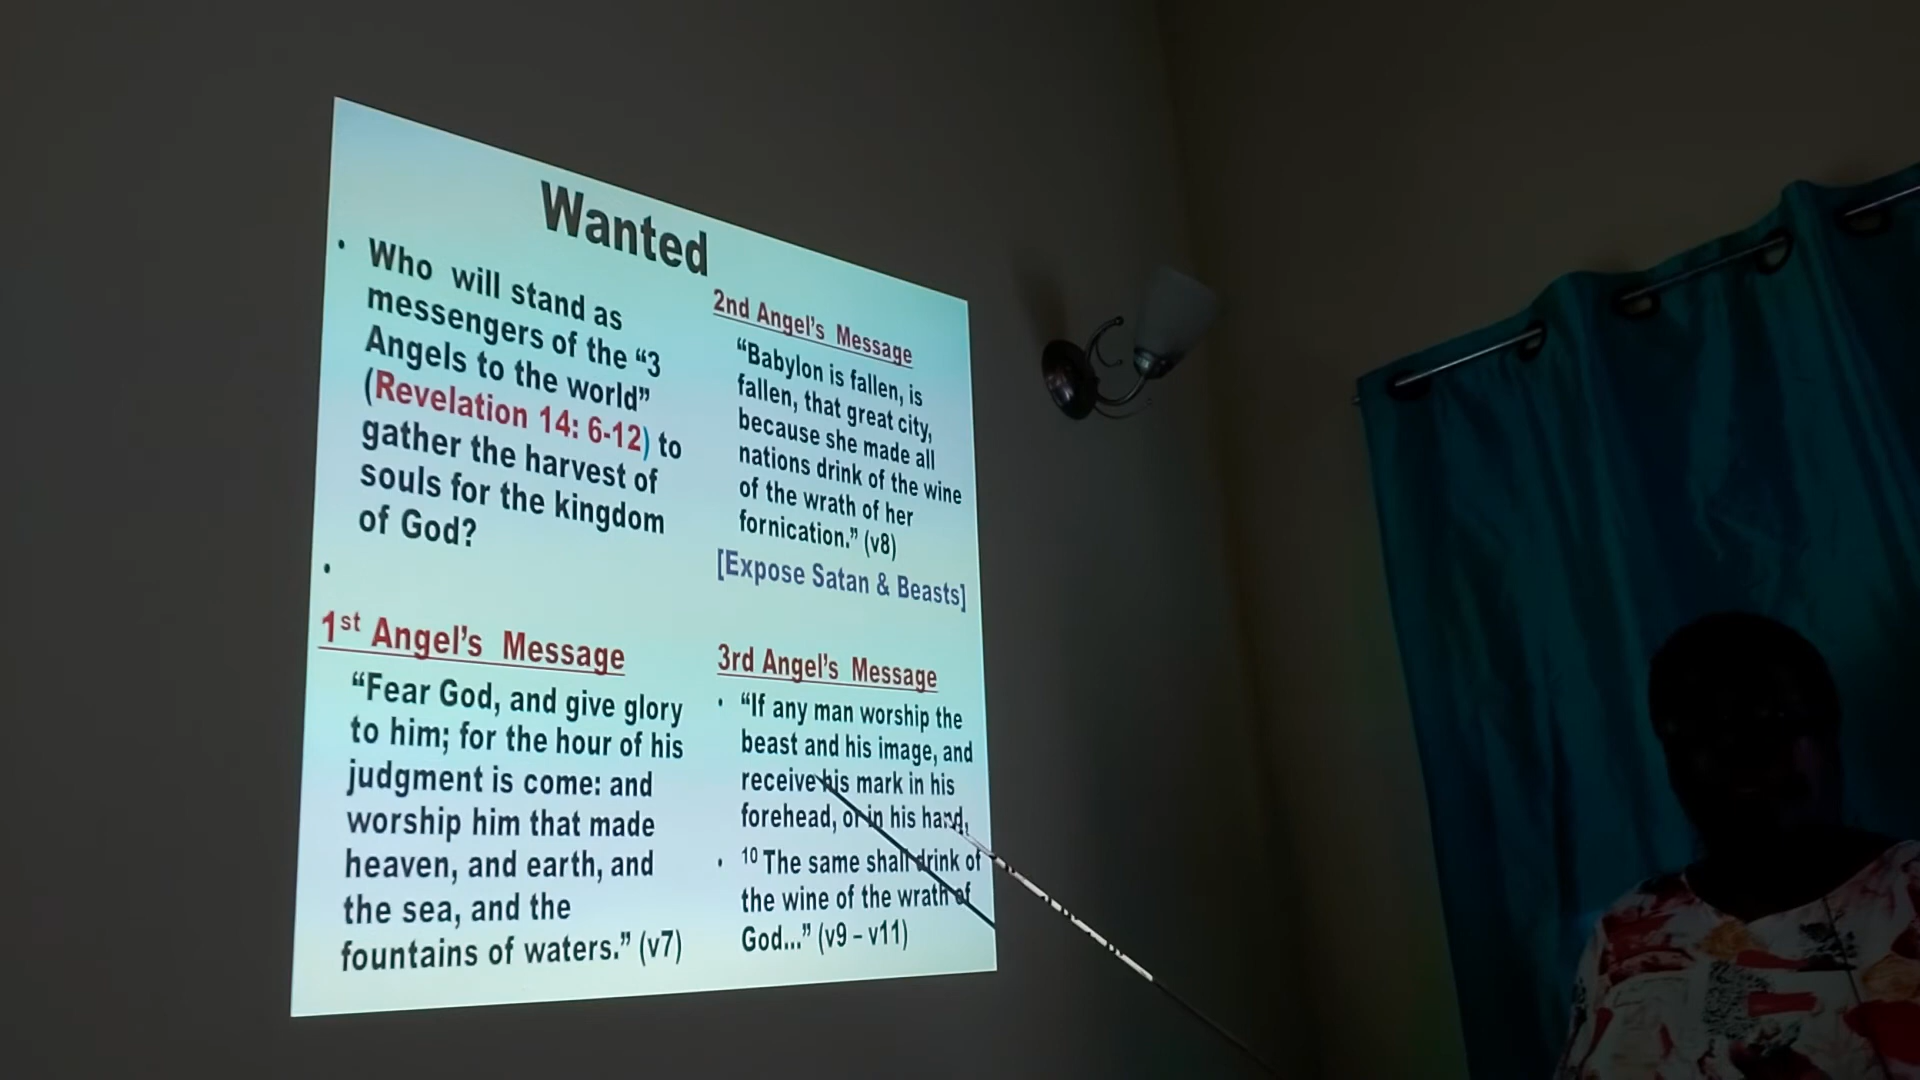 Wanted
• Who will stand as
messengers of the “3
Angels to the world”
(Revelation 14: 6-12) to
gather the harvest of
souls for the kingdom
of God?
•
1st Angel’s Message
“Fear God, and give glory
to him; for the hour of his
judgment is come: and
worship him that made
heaven, and earth, and
the sea, and the
fountains of waters.” (v7)
2nd Angel’s Message
“Babylon is fallen, is
fallen, that great city,
because she made all
nations drink of the wine
of the wrath of her
fornication.” (v8)
[Expose Satan & Beasts]
3rd Angel’s Message
• “If any man worship the
beast and his image, and
receive his mark in his
forehead, or in his hand,
• 10 The same shall drink of
the wine of the wrath of
God...” (v9 – v11)